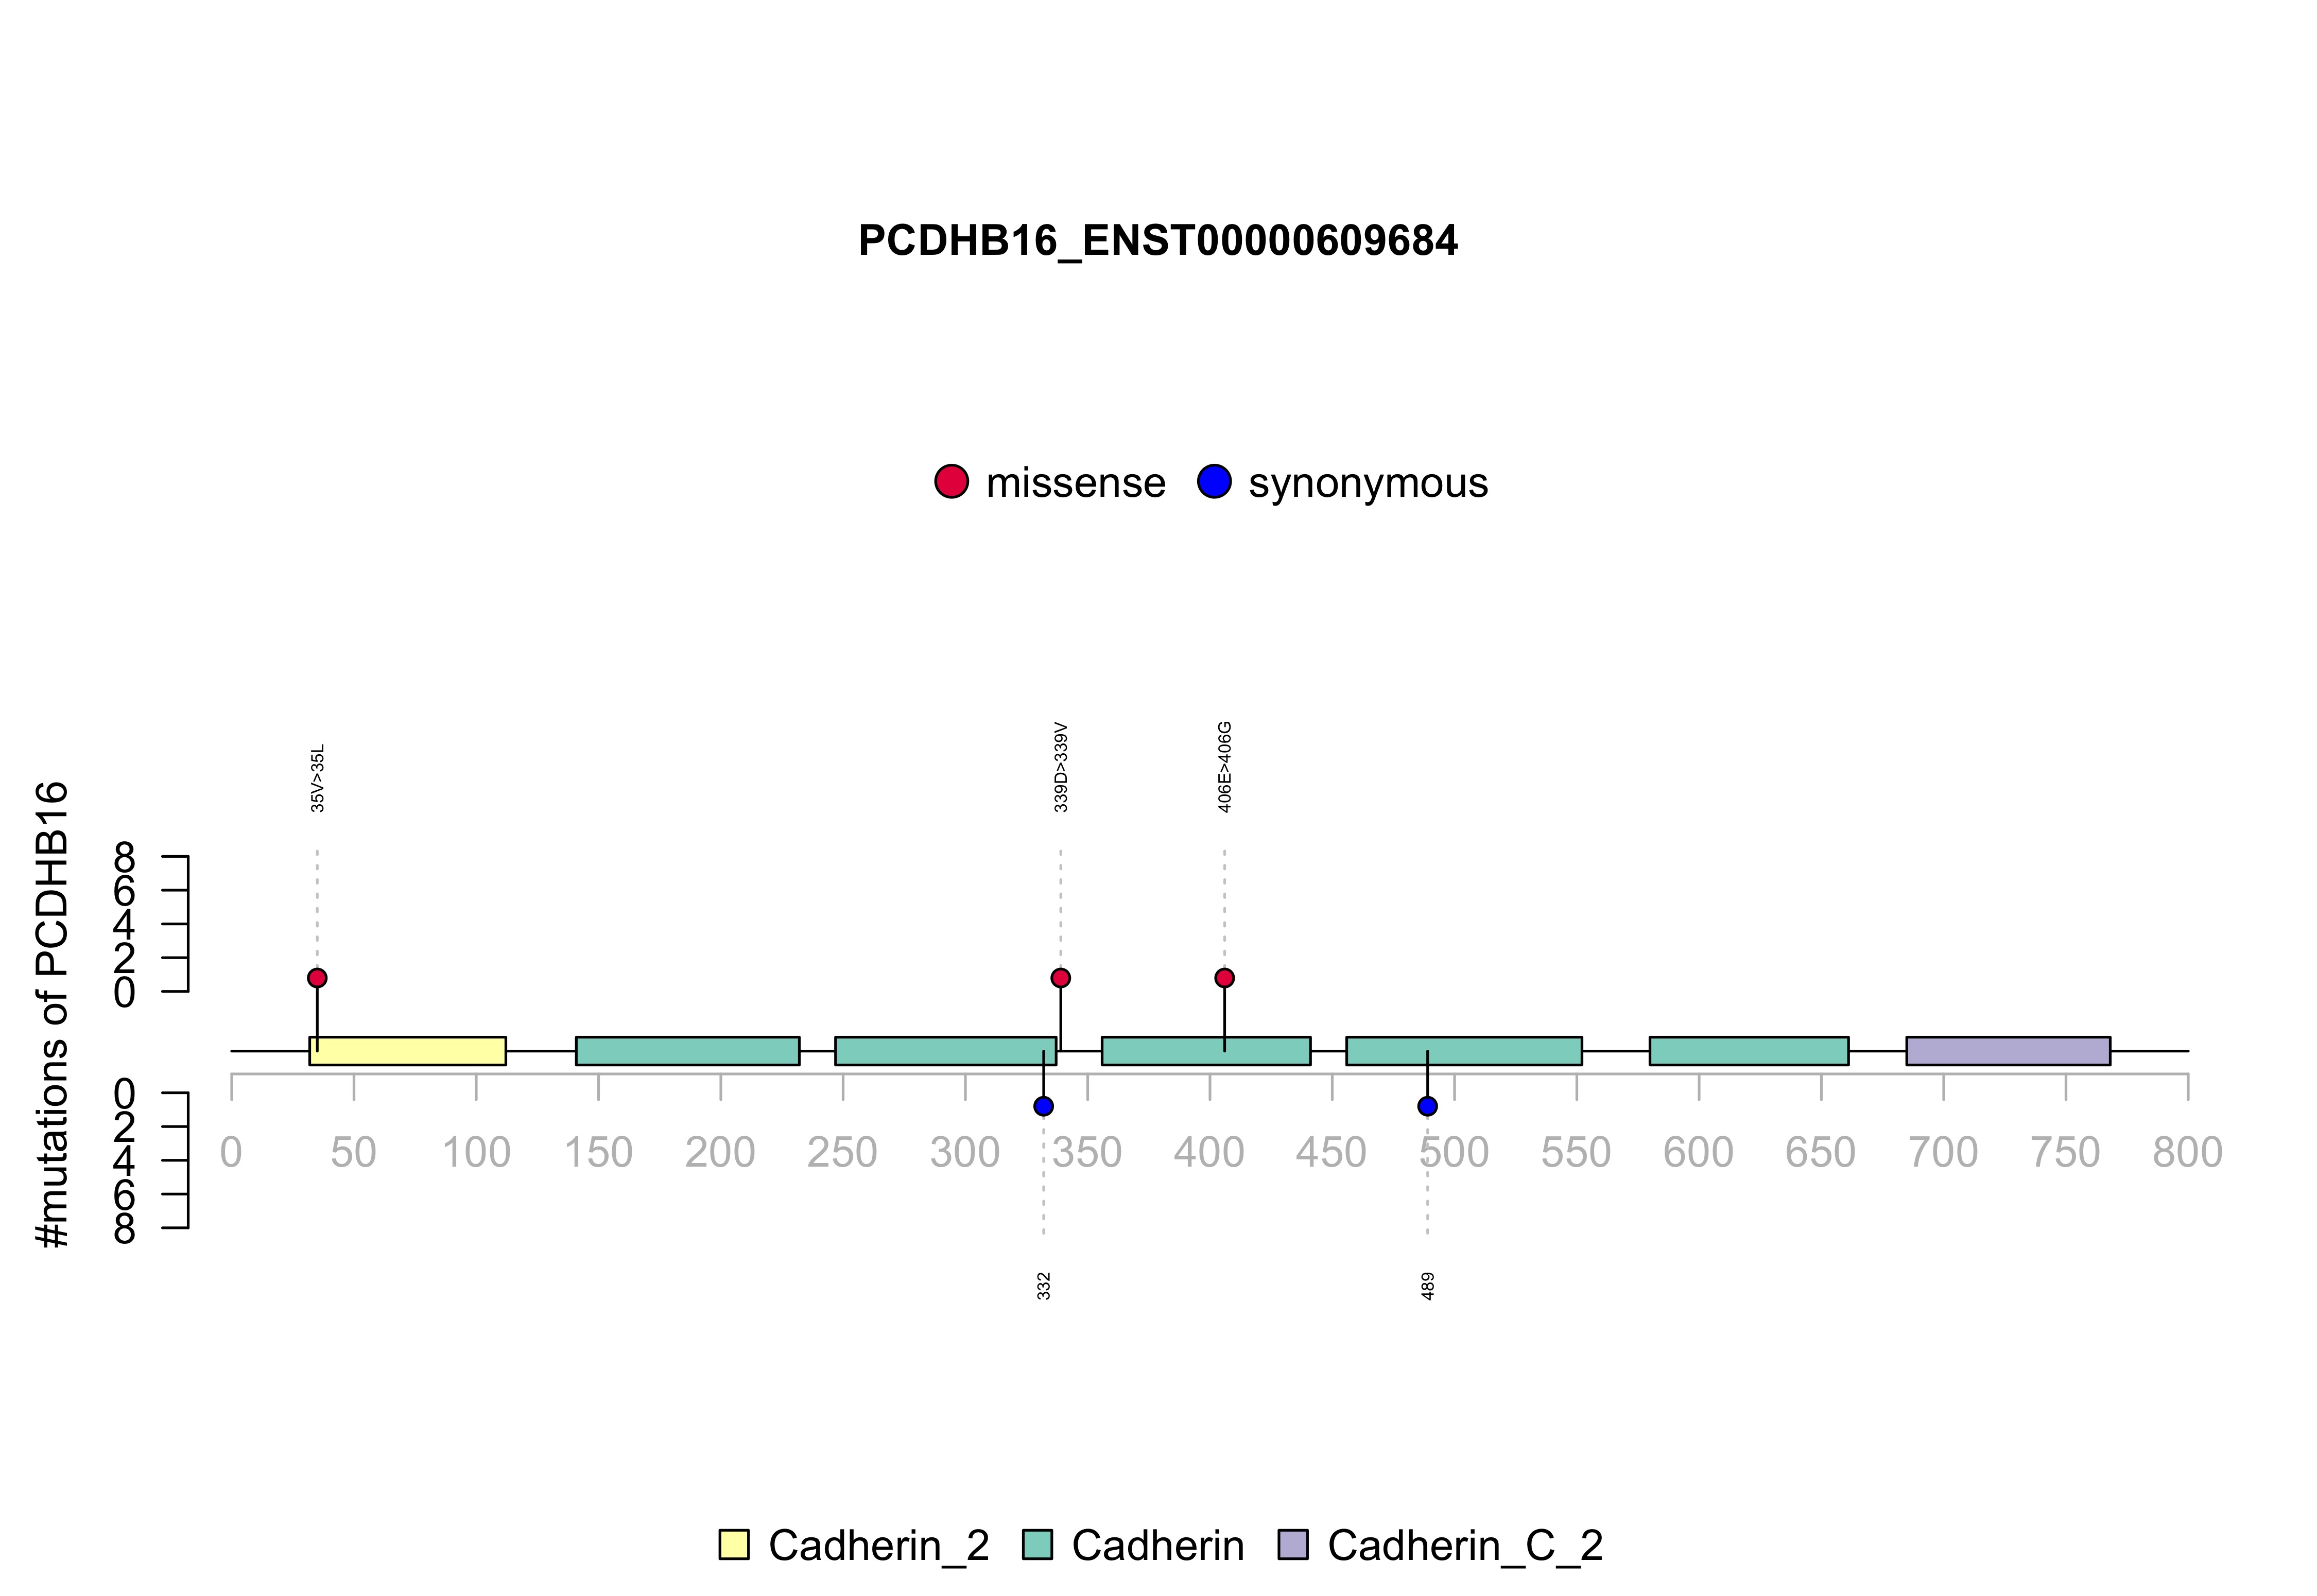 PCDHB16_ENST00000609684
missense synonymous
35V>35L 339D>339V 406E>406G
#mutations of PCDHB16
8
6
4
2
0
0
2
4
6
8
0 50 100 150 200 250 300 350 400 450 500 550 600 650 700 750 800
332 489
Cadherin_2 Cadherin Cadherin_C_2